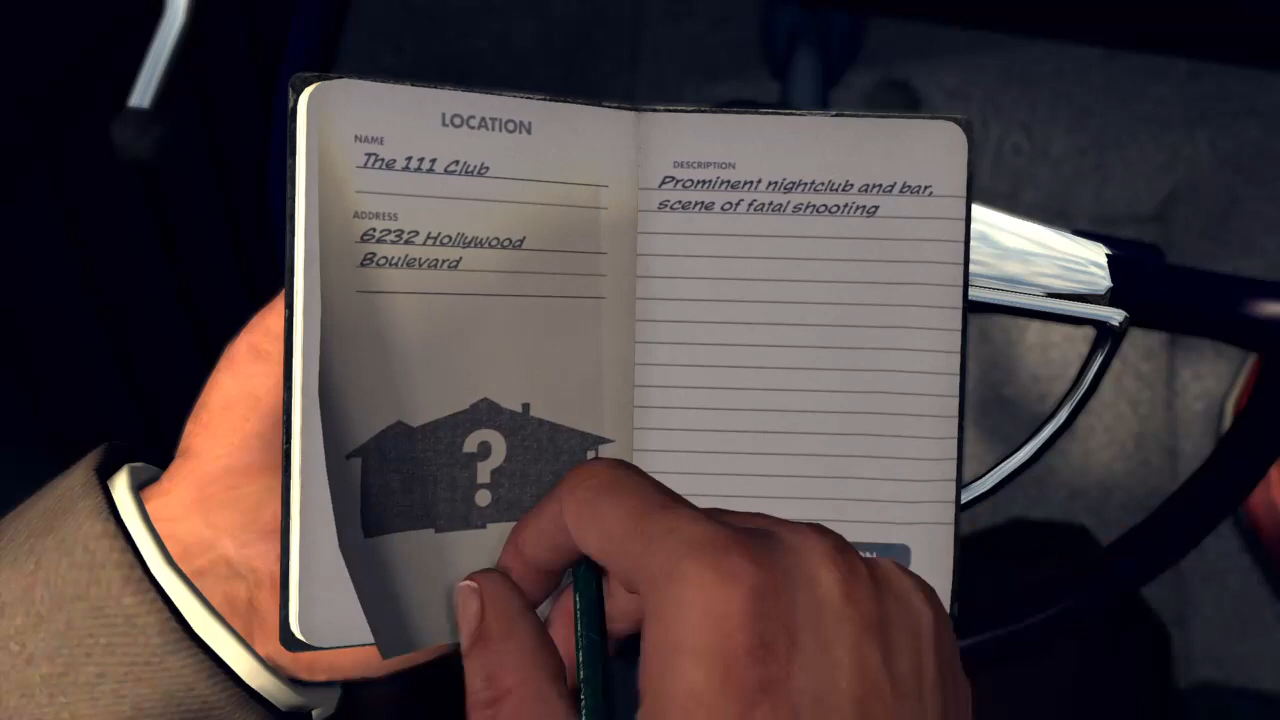 LOCATION
NAME
The 111 Club
ADDRESS
6232 Hollywood
Boulevard
?
DESCRIPTION
Prominent nightclub and bar,
scene of fatal shooting